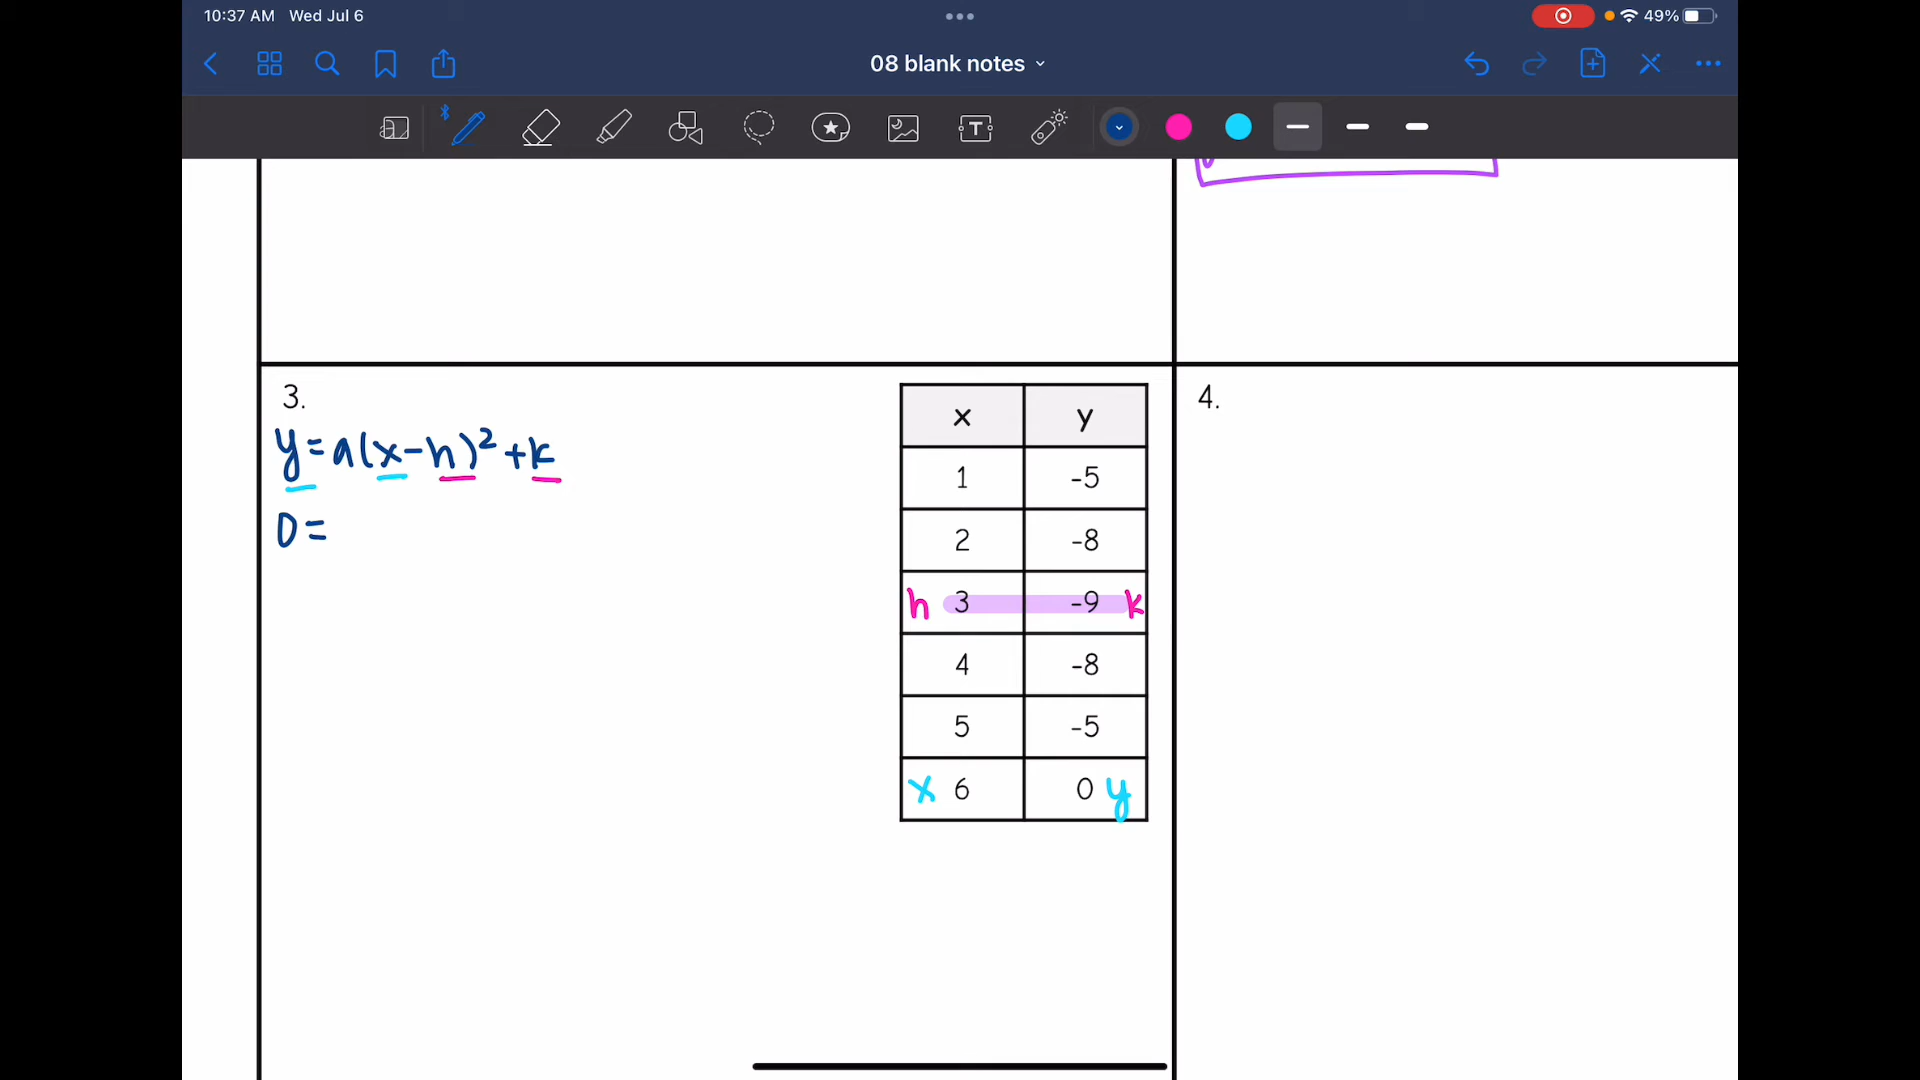 10:37 AM Wed Jul 6
49%
08 blank notes
3.
y = a(x-h)² + k
0 =
x y
1 -5
2 -8
h 3 -9 k
4 -8
5 -5
x 6 0 y
4.